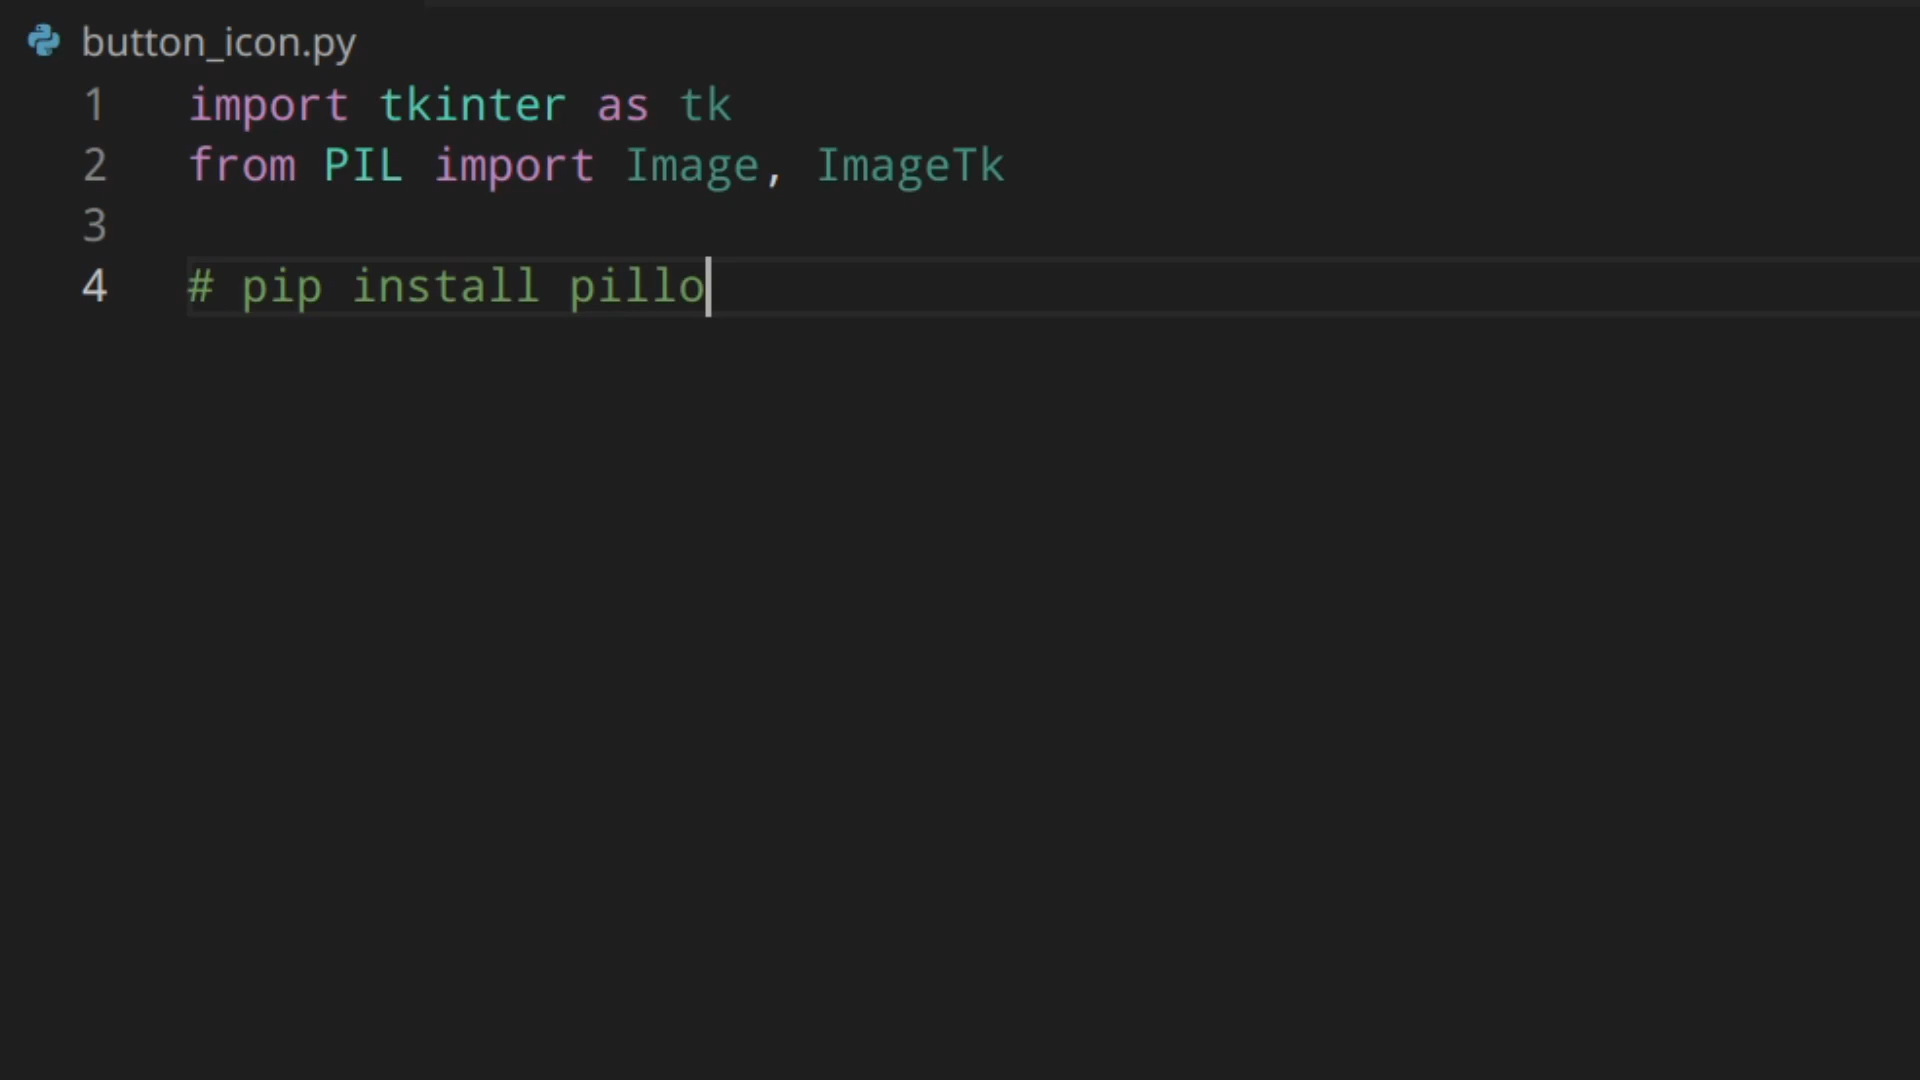 button_icon.py
1 import tkinter as tk
2 from PIL import Image, ImageTk
3
4 # pip install pillo